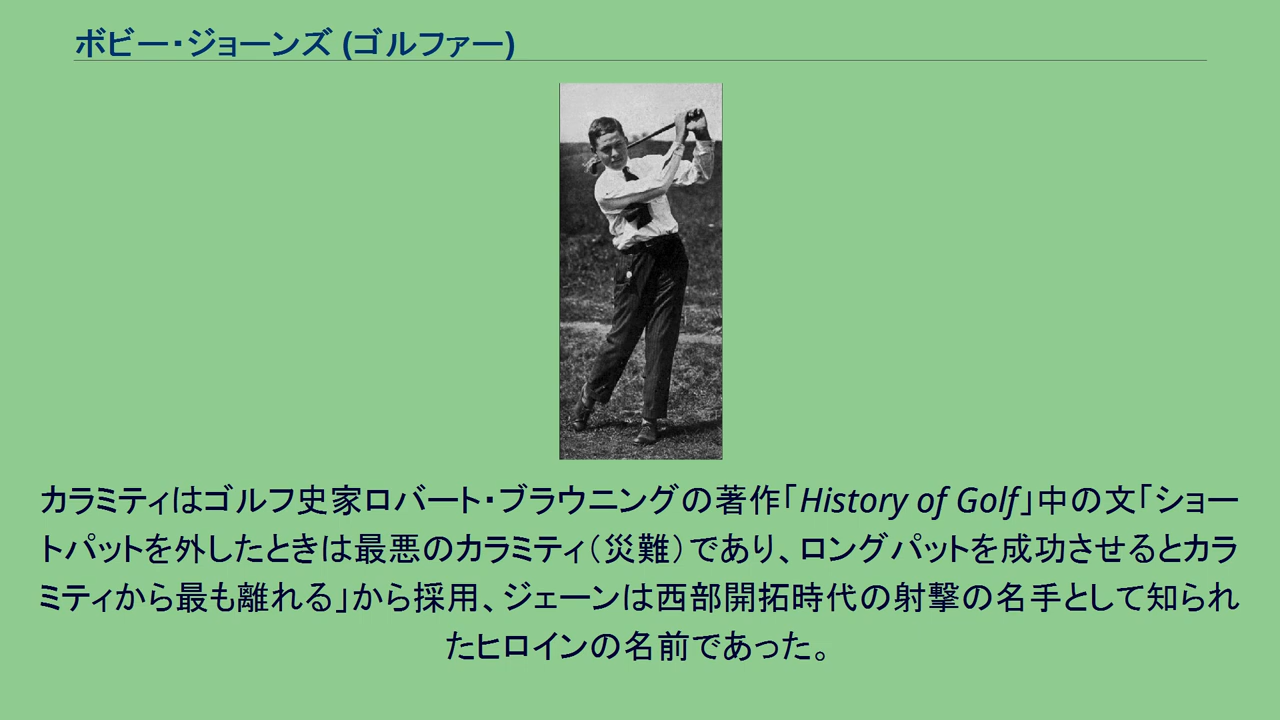 ボビー・ジョーンズ (ゴルファー)
カラミティはゴルフ史家ロバート・ブラウニングの著作「History of Golf」中の文「ショー
トパットを外したときは最悪のカラミティ（災難）であり、ロングパットを成功させるとカラ
ミティから最も離れる」から採用、ジェーンは西部開拓時代の射撃の名手として知られ
たヒロインの名前であった。